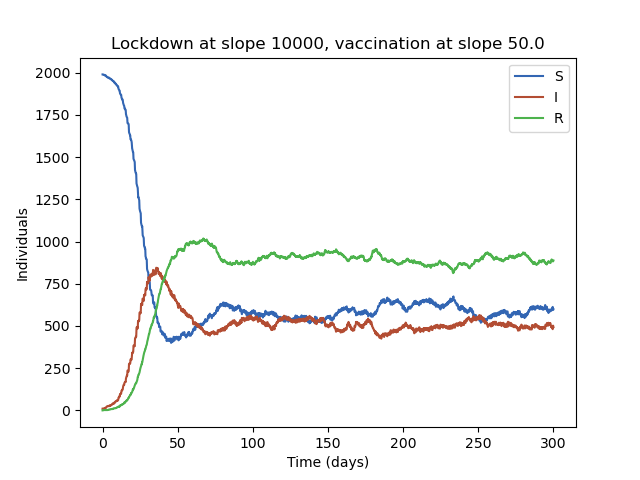 Lockdown at slope 10000, vaccination at slope 50.0
S
I
R
Individuals
2000
1750
1500
1250
1000
750
500
250
0
0 50 100 150 200 250 300
Time (days)